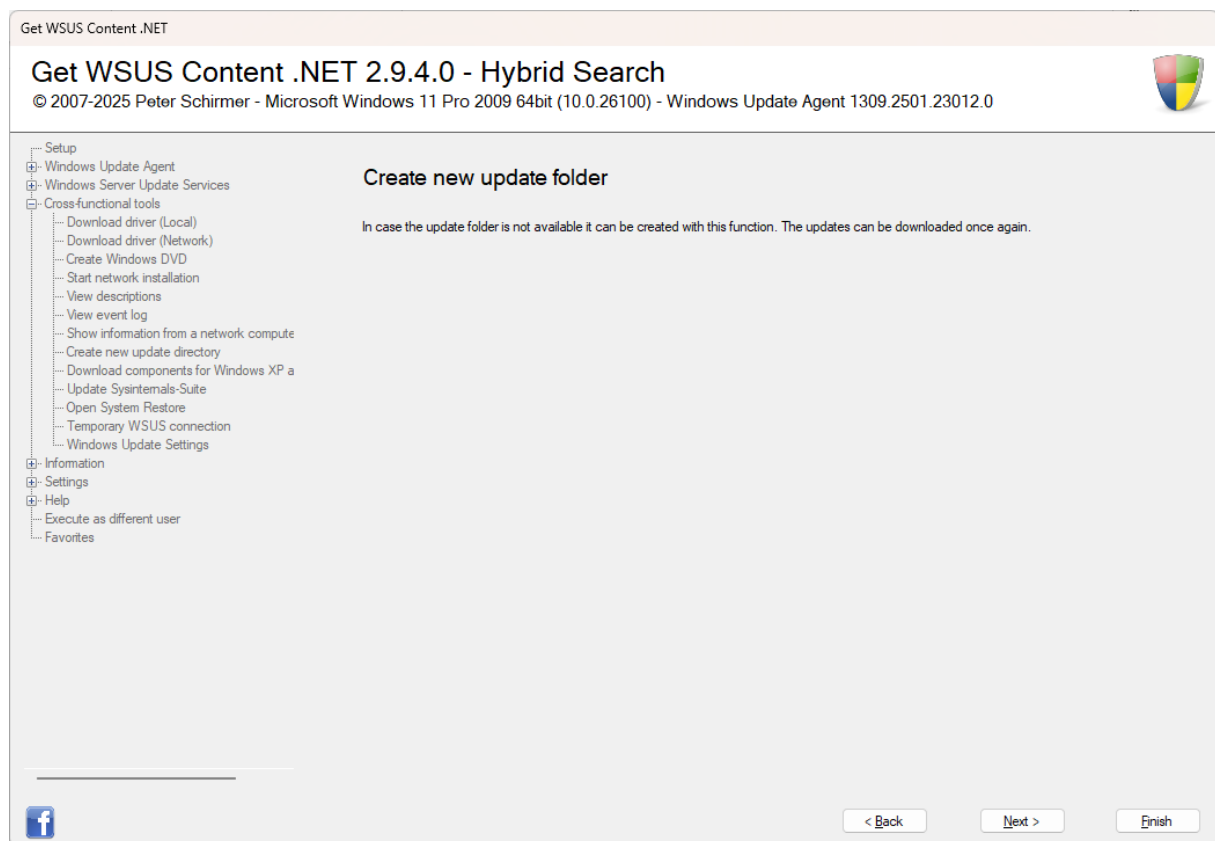 Get WSUS Content .NET
Get WSUS Content .NET 2.9.4.0 - Hybrid Search
© 2007-2025 Peter Schirmer - Microsoft Windows 11 Pro 2009 64bit (10.0.26100) - Windows Update Agent 1309.2501.23012.0
Setup
Windows Update Agent
Windows Server Update Services
Cross-functional tools
Download driver (Local)
Download driver (Network)
Create Windows DVD
Start network installation
View descriptions
View event log
Show information from a network compute
Create new update directory
Download components for Windows XP a
Update Sysinternals-Suite
Open System Restore
Temporary WSUS connection
Windows Update Settings
Information
Settings
Help
Execute as different user
Favorites
Create new update folder
In case the update folder is not available it can be created with this function. The updates can be downloaded once again.
< Back
Next >
Finish